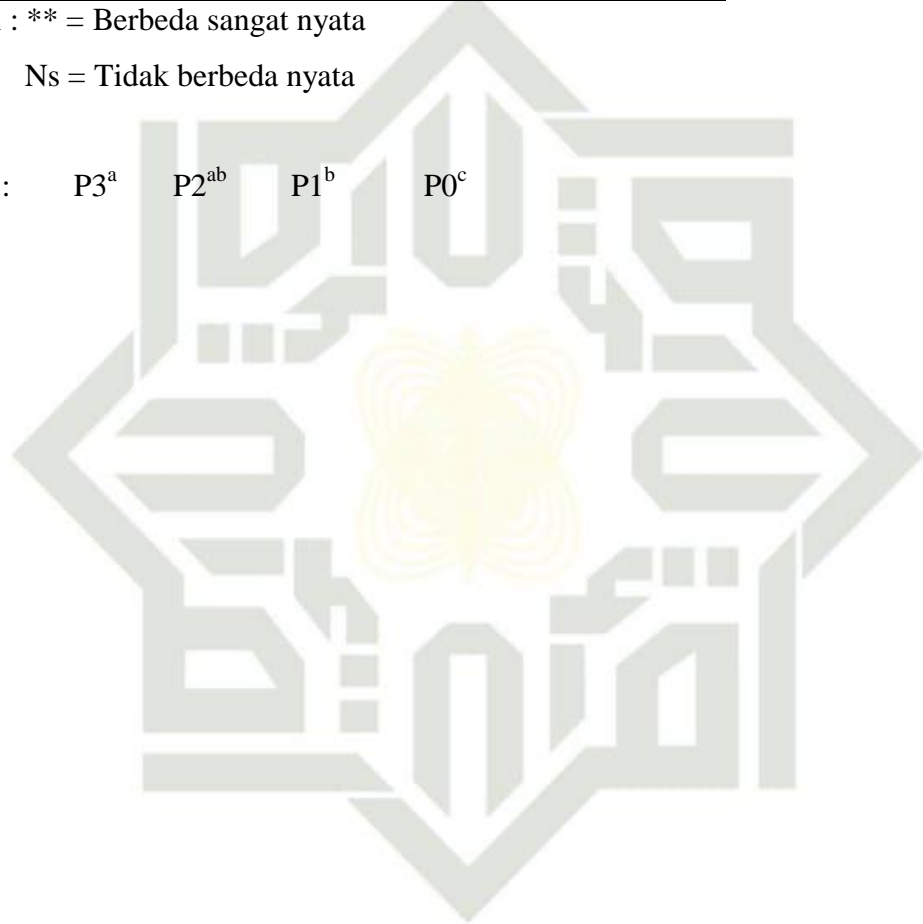 : ** = Berbeda sangat nyata
Ns = Tidak berbeda nyata
: P3ᵃ P2ᵃᵇ P1ᵇ P0ᶜ